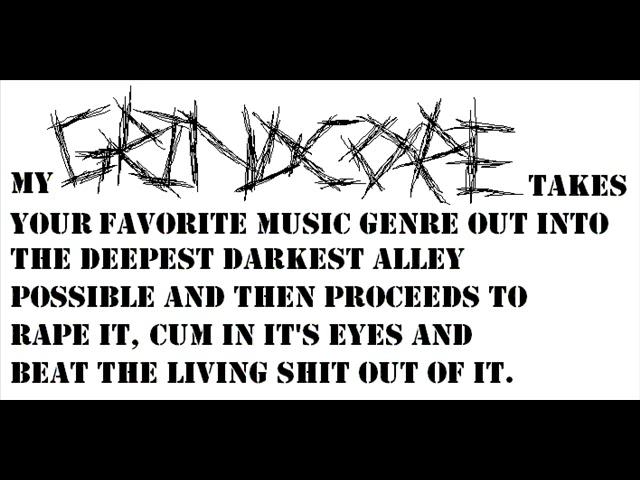 MY GRINDCORE TAKES
YOUR FAVORITE MUSIC GENRE OUT INTO
THE DEEPEST DARKEST ALLEY
POSSIBLE AND THEN PROCEEDS TO
RAPE IT, CUM IN IT'S EYES AND
BEAT THE LIVING SHIT OUT OF IT.